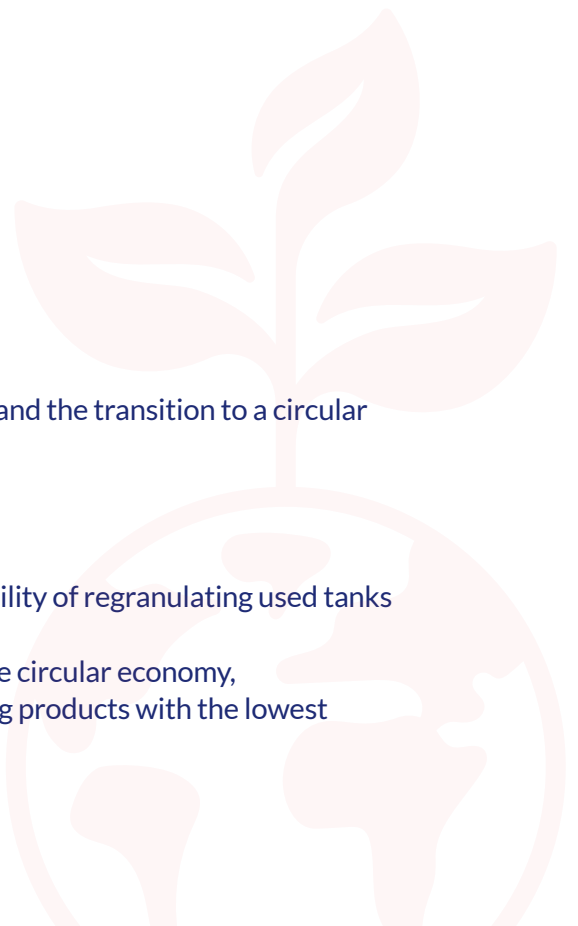 and the transition to a circular
ility of regranulating used tanks
e circular economy,
g products with the lowest